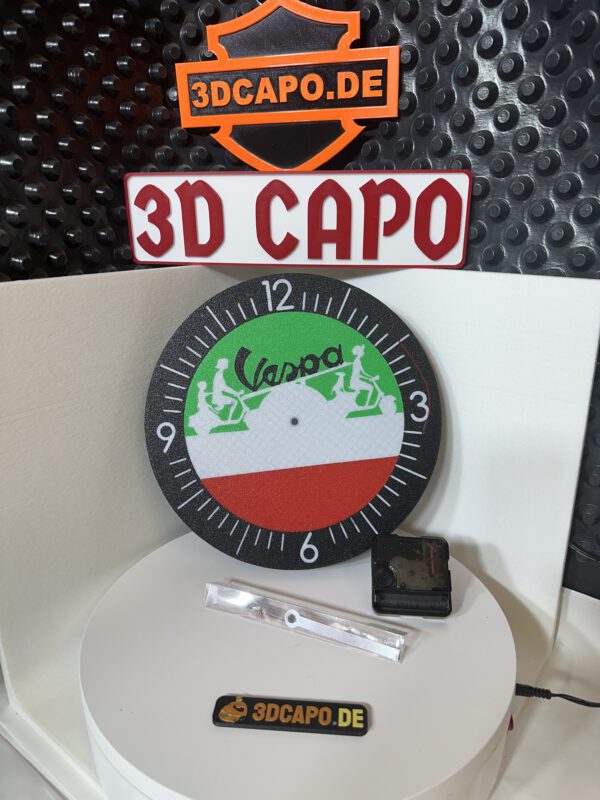 3DCAPO.DE
3D CAPO
12
Vespa
9 3
6
3DCAPO.DE